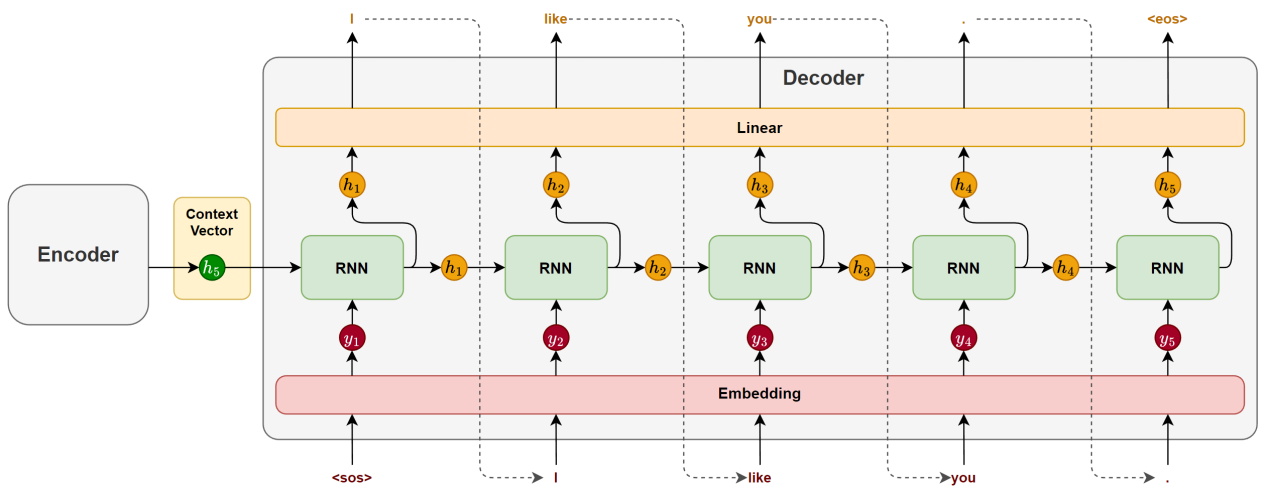 I like you . <eos>
Decoder
Linear
h₁ h₂ h₃ h₄ h₅
Context
Vector
Encoder
h₅ RNN h₁ RNN h₂ RNN h₃ RNN h₄ RNN
y₁ y₂ y₃ y₄ y₅
Embedding
<sos> I like you .